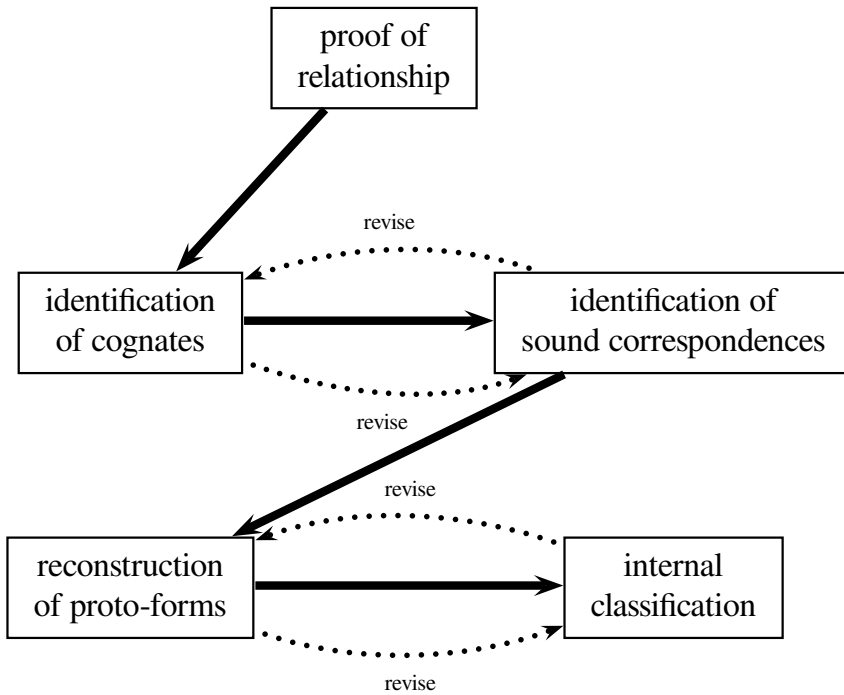 proof of
relationship
revise
identification
of cognates
identification of
sound correspondences
revise
revise
reconstruction
of proto-forms
internal
classification
revise